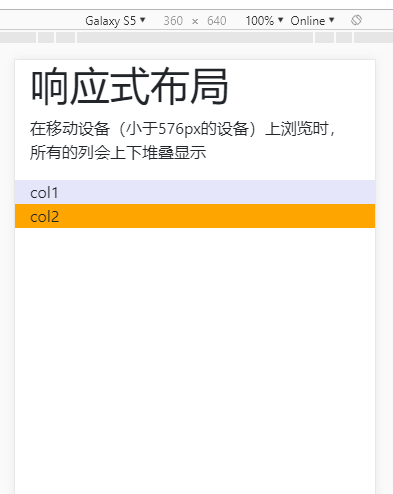 Galaxy S5 ▼ 360 × 640 100% ▼ Online ▼
响应式布局
在移动设备（小于576px的设备）上浏览时，
所有的列会上下堆叠显示
col1
col2